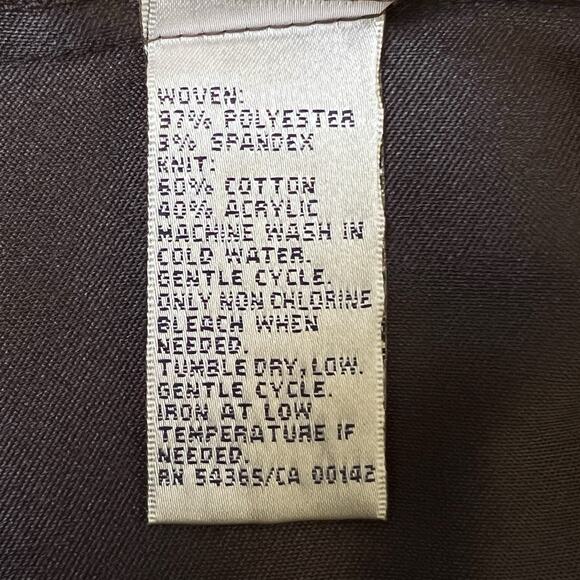 WOVEN:
97% POLYESTER
3% SPANDEX
KNIT:
60% COTTON
40% ACRYLIC
MACHINE WASH IN
COLD WATER.
GENTLE CYCLE.
ONLY NON CHLORINE
BLEACH WHEN
NEEDED.
TUMBLE DRY, LOW.
GENTLE CYCLE.
IRON AT LOW
TEMPERATURE IF
NEEDED.
RN 54365/CA 00142